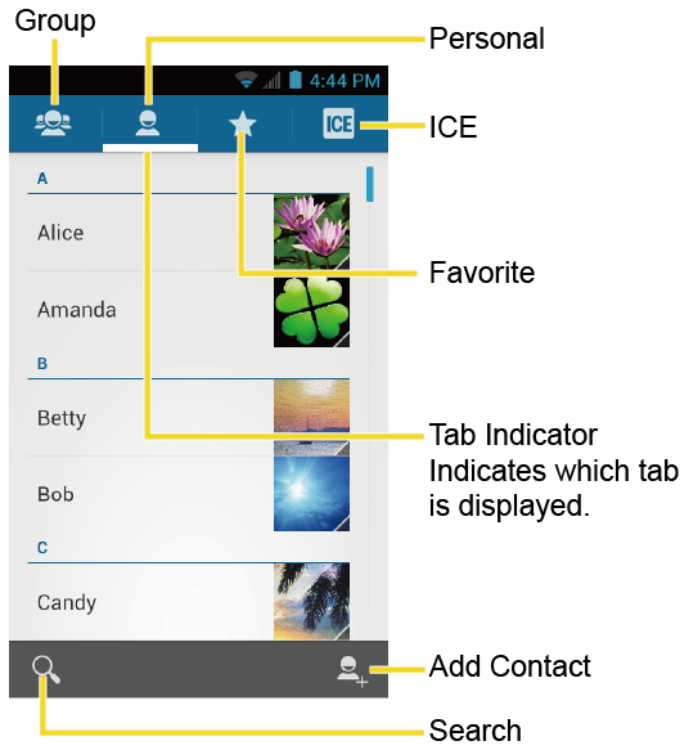 Group
Personal
4:44 PM
ICE
ICE
A
Alice
Favorite
Amanda
B
Betty
Tab Indicator
Indicates which tab
is displayed.
Bob
C
Candy
Add Contact
Search